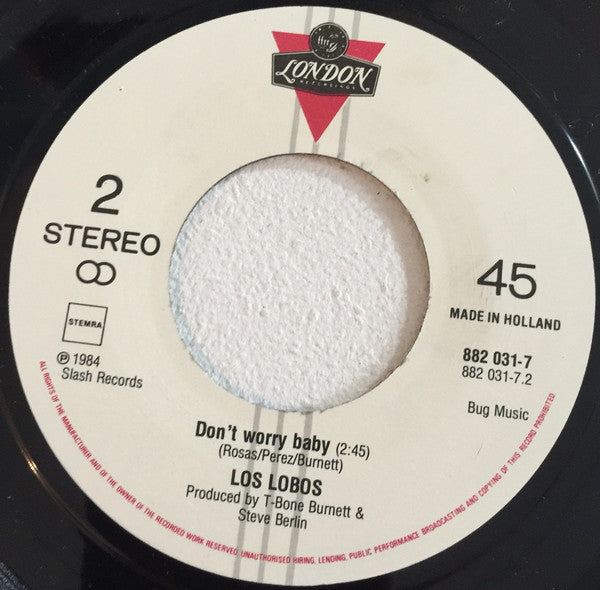 LONDON
RECORDINGS
2
STEREO
45
MADE IN HOLLAND
STEMRA
℗ 1984
Slash Records
882 031-7
882 031-7.2
Bug Music
Don't worry baby (2:45)
(Rosas/Perez/Burnett)
LOS LOBOS
Produced by T-Bone Burnett &
Steve Berlin
ALL RIGHTS OF THE MANUFACTURER AND OF THE OWNER OF THE RECORDED WORK RESERVED. UNAUTHORISED HIRING, LENDING, PUBLIC PERFORMANCE BROADCASTING AND COPYING OF THIS RECORD PROHIBITED